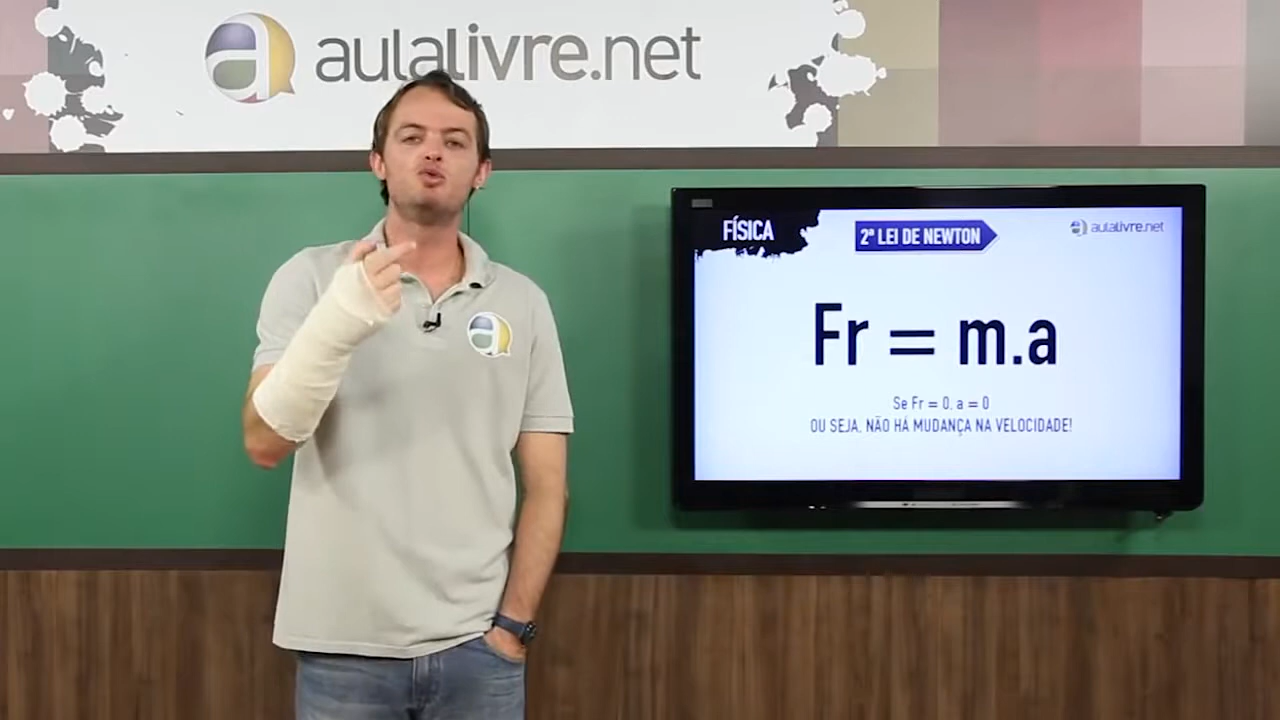 aulalivre.net
FÍSICA
2ª LEI DE NEWTON
aulalivre.net
Fr = m.a
Se Fr = 0, a = 0
OU SEJA, NÃO HÁ MUDANÇA NA VELOCIDADE!